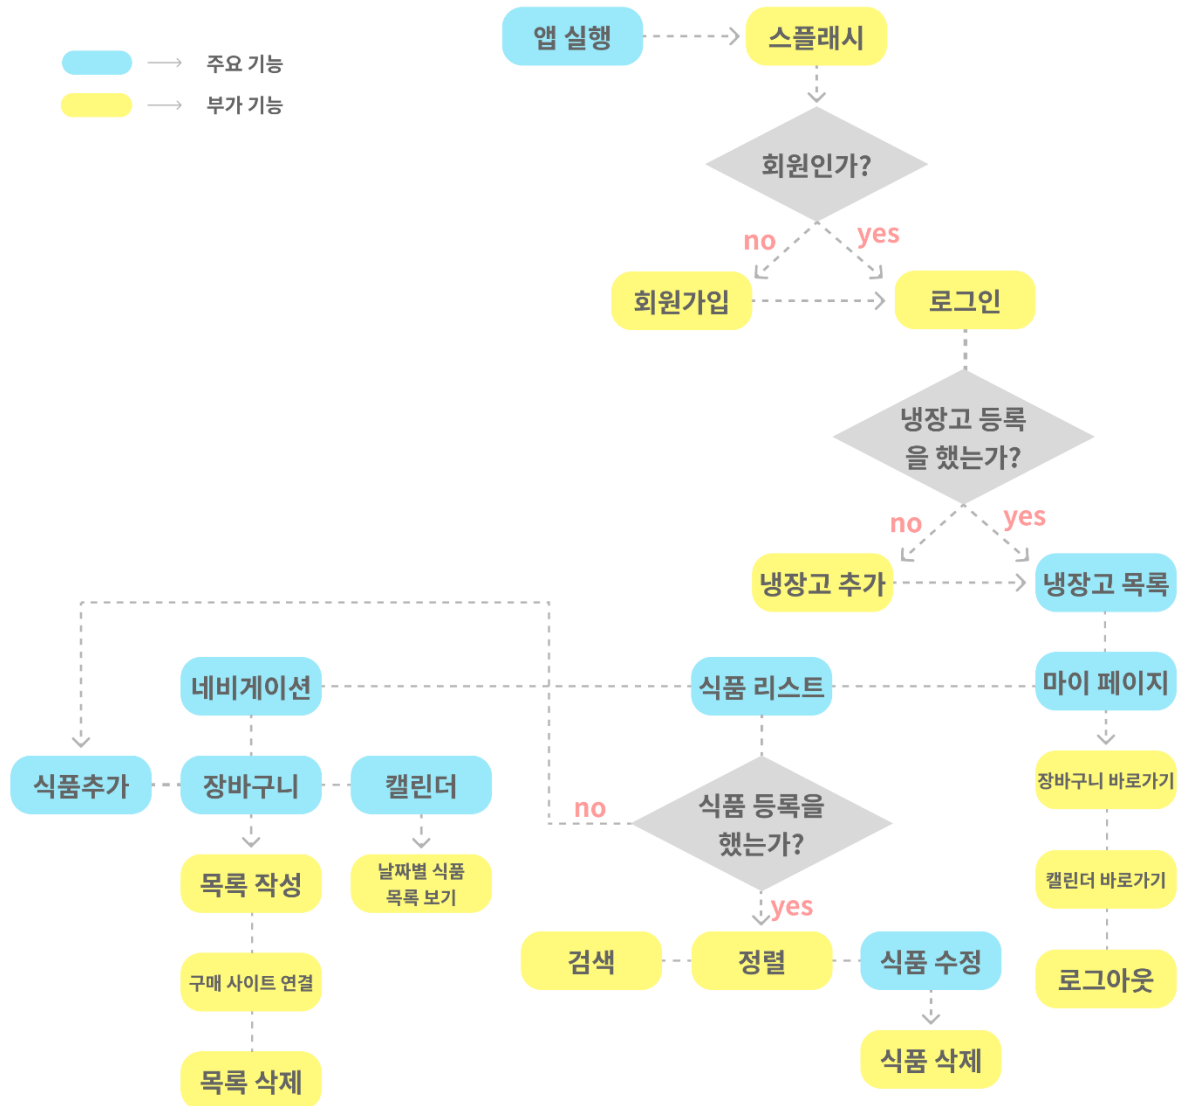 앱 실행
스플래시
주요 기능
부가 기능
회원인가?
no
yes
회원가입
로그인
냉장고 등록
을 했는가?
no
yes
냉장고 추가
냉장고 목록
네비게이션
식품 리스트
마이 페이지
식품추가
장바구니
캘린더
식품 등록을
했는가?
no
yes
장바구니 바로가기
목록 작성
날짜별 식품
목록 보기
캘린더 바로가기
구매 사이트 연결
검색
정렬
식품 수정
로그아웃
목록 삭제
식품 삭제